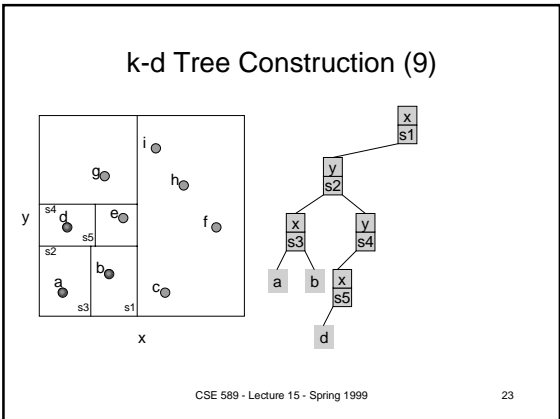 k-d Tree Construction (9)
x
s1
i
y
s2
g
h
s4
d
e
f
y
s5
x
s3
y
s4
s2
a
b
c
s3
s1
a
b
x
s5
x
d
CSE 589 - Lecture 15 - Spring 1999
23